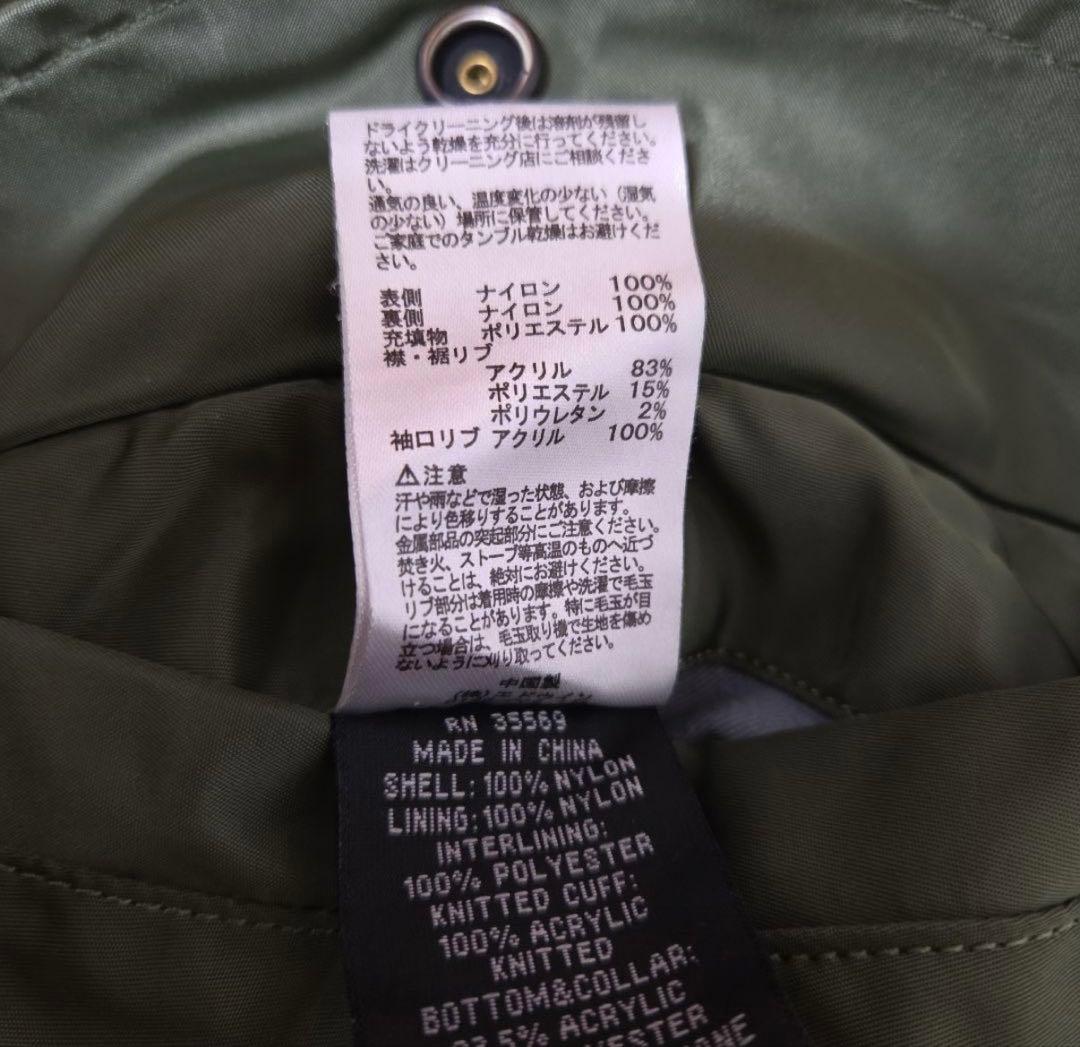 ドライクリーニング後は溶剤が残留し
ないよう乾燥を充分に行ってください。
洗濯はクリーニング店にご相談くださ
い。
通気の良い、温度変化の少ない（湿気
の少ない）場所に保管してください。
ご家庭でのタンブル乾燥はお避けくだ
さい。
表側 ナイロン 100%
裏側 ナイロン 100%
充填物 ポリエステル 100%
襟・裾リブ
アクリル 83%
ポリエステル 15%
ポリウレタン 2%
袖口リブ アクリル 100%
⚠注意
汗や雨などで湿った状態、および摩擦
により色移りすることがあります。
金属部品の突起部分にご注意ください。
焚き火、ストーブ等高温のものへ近づ
けることは、絶対にお避けください。
リブ部分は着用時の摩擦や洗濯で毛玉
になることがあります。特に毛玉が目
立つ場合は、毛玉取り機で生地を傷め
ないように刈り取ってください。
中国製
(株)エドウイン
RN 35569
MADE IN CHINA
SHELL:100% NYLON
LINING:100% NYLON
INTERLINING:
100% POLYESTER
KNITTED CUFF:
100% ACRYLIC
KNITTED
BOTTOM&COLLAR:
ACRYLIC